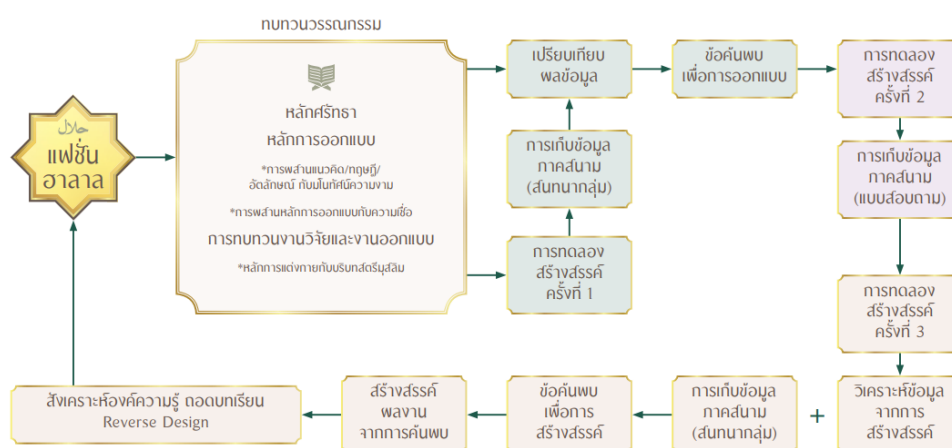 ทบทวนวรรณกรรม
حلال
แฟชั่น
ฮาลาล
หลักศรัทธา
หลักการออกแบบ
*การผสานแนวคิด/ทฤษฎี/
อัตลักษณ์ กับมโนทัศน์ความงาม
*การผสานหลักการออกแบบกับความเชื่อ
การทบทวนงานวิจัยและงานออกแบบ
*หลักการแต่งกายกับบริบทสตรีมุสลิม
เปรียบเทียบ
ผลข้อมูล
การเก็บข้อมูล
ภาคสนาม
(สนทนากลุ่ม)
การทดลอง
สร้างสรรค์
ครั้งที่ 1
ข้อค้นพบ
เพื่อการออกแบบ
การทดลอง
สร้างสรรค์
ครั้งที่ 2
การเก็บข้อมูล
ภาคสนาม
(แบบสอบถาม)
การทดลอง
สร้างสรรค์
ครั้งที่ 3
วิเคราะห์ข้อมูล
จากการ
สร้างสรรค์
+
การเก็บข้อมูล
ภาคสนาม
(สนทนากลุ่ม)
ข้อค้นพบ
เพื่อการ
สร้างสรรค์
สร้างสรรค์
ผลงาน
จากการค้นพบ
สังเคราะห์องค์ความรู้ ถอดบทเรียน
Reverse Design